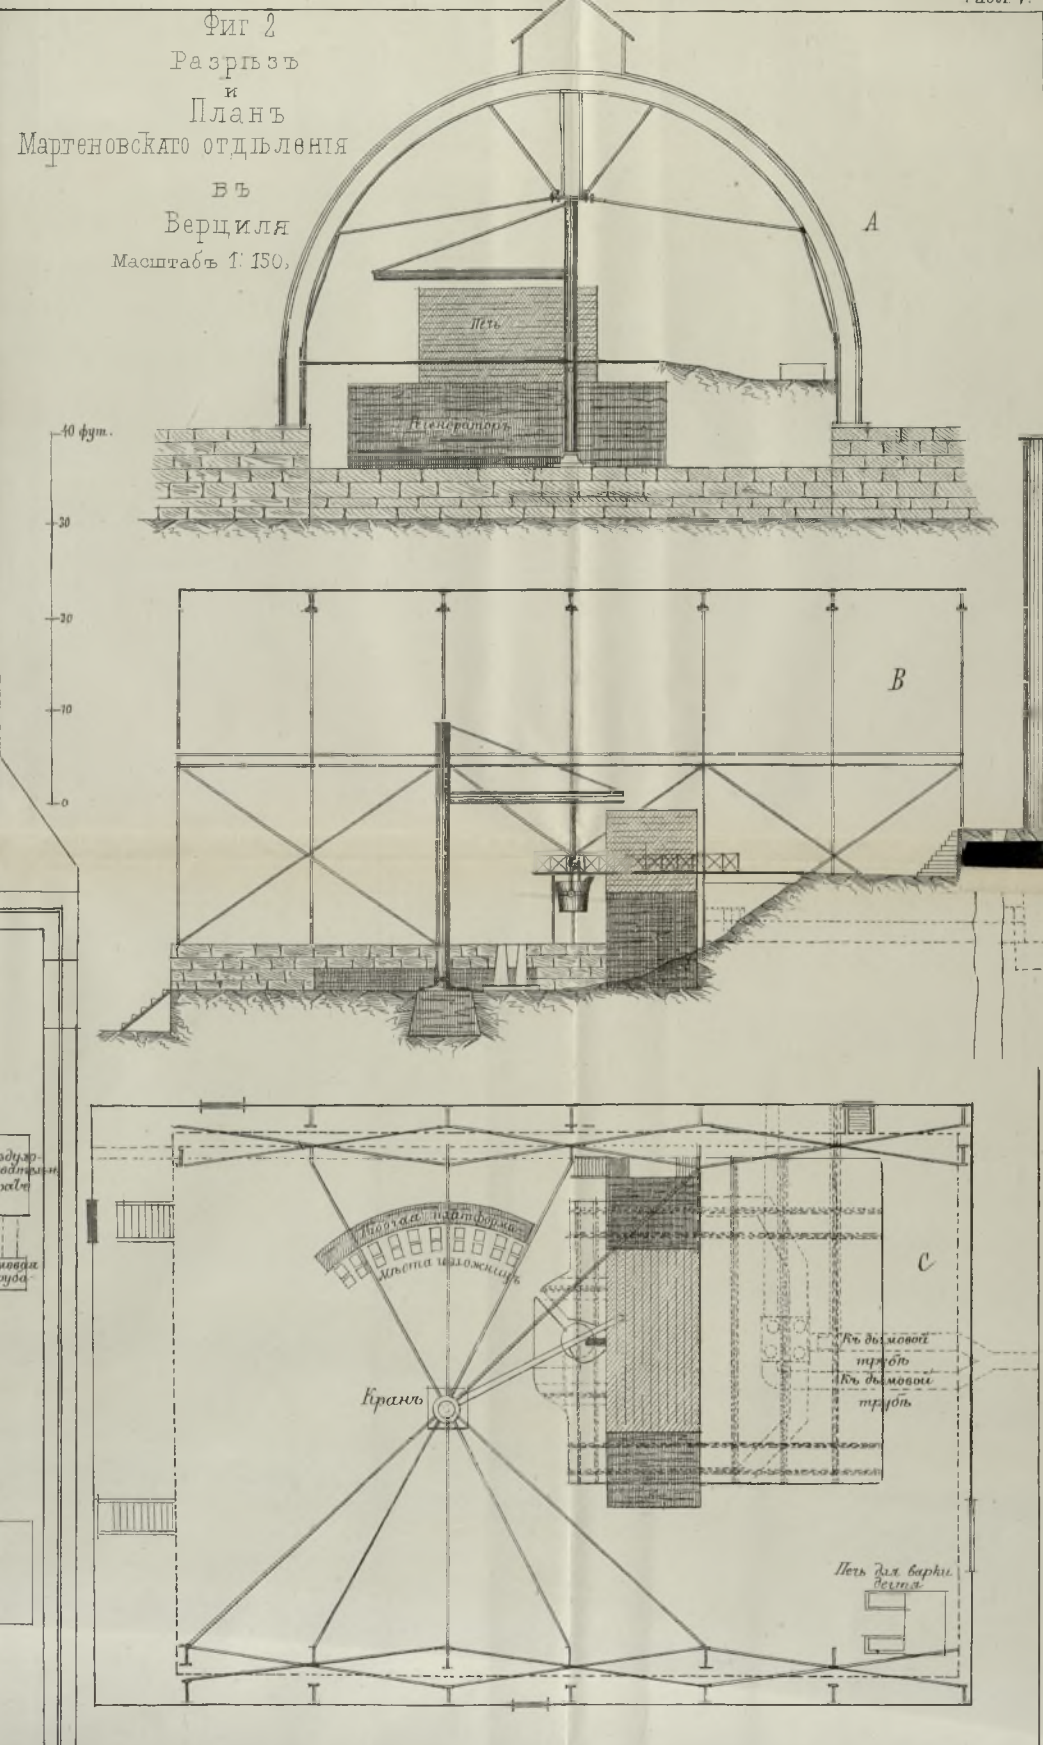 Фиг 2
Разрѣзъ
и
Планъ
Мартеновскаго отдѣленія
въ
Верциля
Масштабъ 1:150,
A
Печь
Регенераторъ
40 фут.
30
20
10
0
B
Рабочая платформа
Мѣста изложницъ
C
Къ дымовой
трубѣ
Къ дымовой
трубѣ
Кранъ
Печь для варки
дегтя